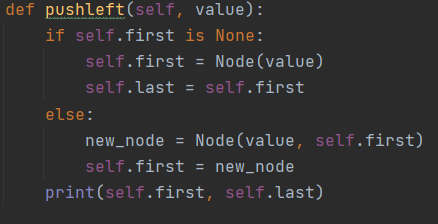 def pushleft(self, value):
    if self.first is None:
        self.first = Node(value)
        self.last = self.first
    else:
        new_node = Node(value, self.first)
        self.first = new_node
    print(self.first, self.last)